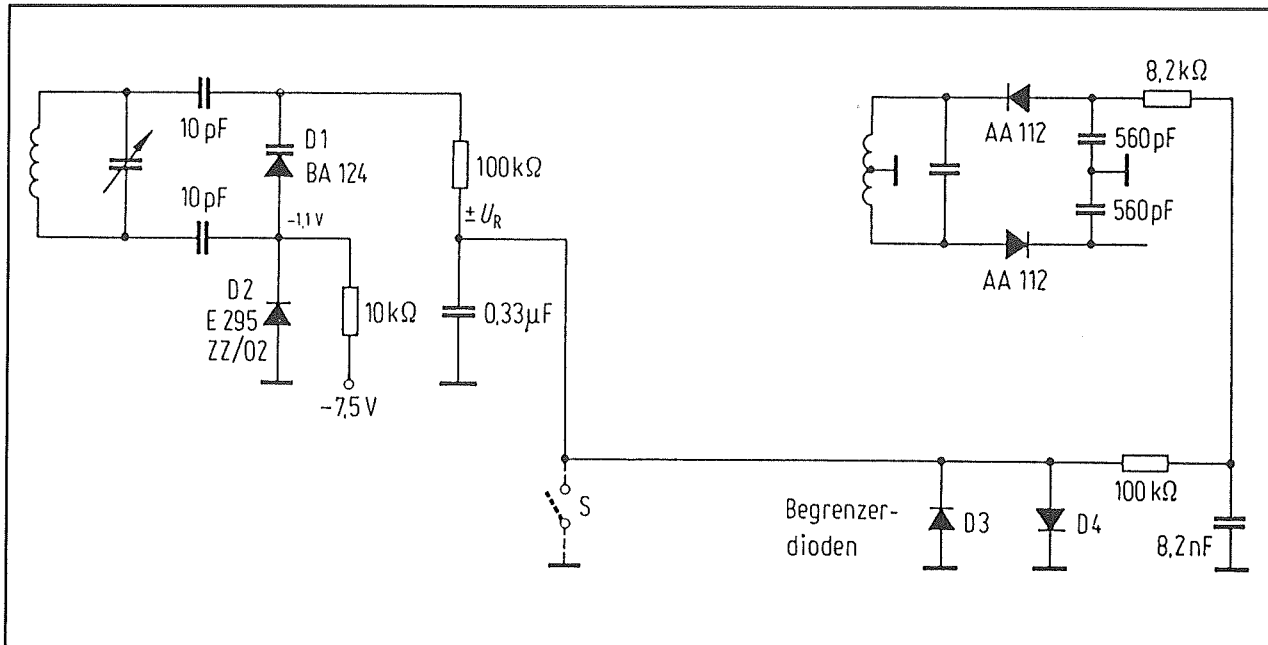 10 pF
D1
BA 124
10 pF
-1,1 V
100 kΩ
± U_R
D2
E 295
ZZ/02
10 kΩ
-7,5 V
0,33 µF
8,2 kΩ
AA 112
560 pF
560 pF
AA 112
S
Begrenzer-
dioden
D3
D4
100 kΩ
8,2 nF